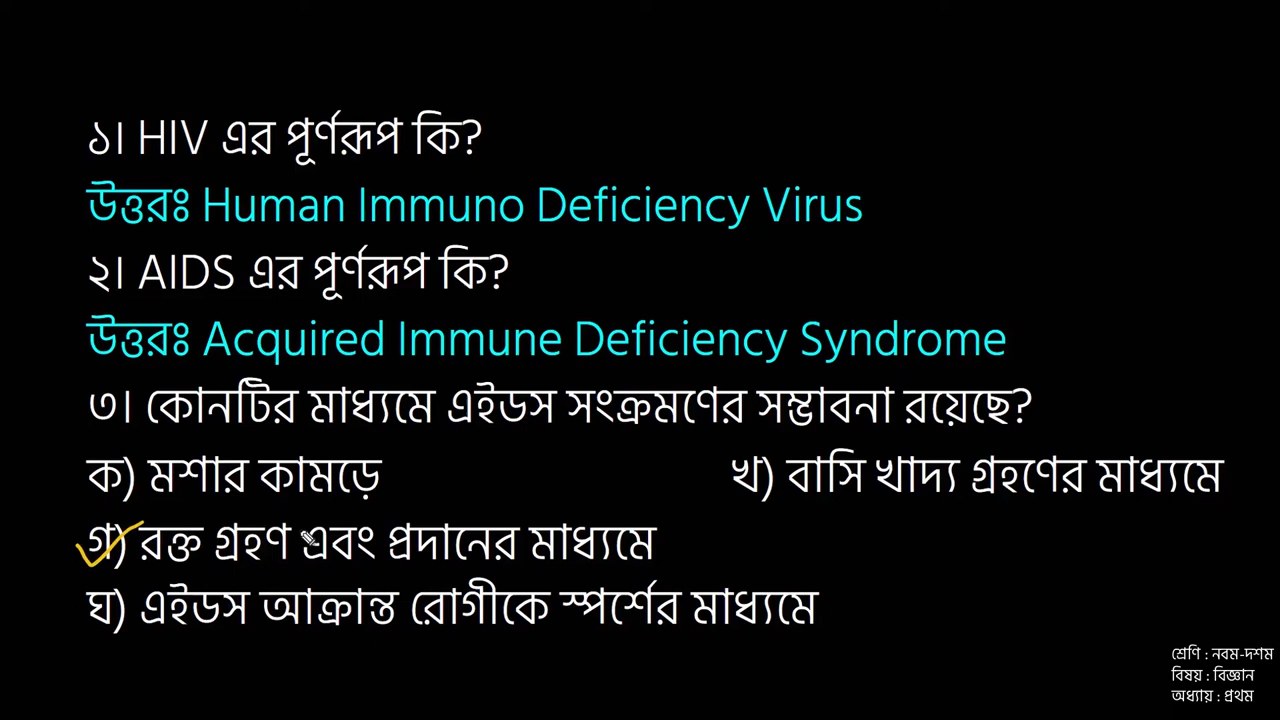 ১। HIV এর পূর্ণরূপ কি?
উত্তরঃ Human Immuno Deficiency Virus
২। AIDS এর পূর্ণরূপ কি?
উত্তরঃ Acquired Immune Deficiency Syndrome
৩। কোনটির মাধ্যমে এইডস সংক্রমণের সম্ভাবনা রয়েছে?
ক) মশার কামড়ে খ) বাসি খাদ্য গ্রহণের মাধ্যমে
গ) রক্ত গ্রহণ এবং প্রদানের মাধ্যমে
ঘ) এইডস আক্রান্ত রোগীকে স্পর্শের মাধ্যমে
শ্রেণি : নবম-দশম
বিষয় : বিজ্ঞান
অধ্যায় : প্রথম